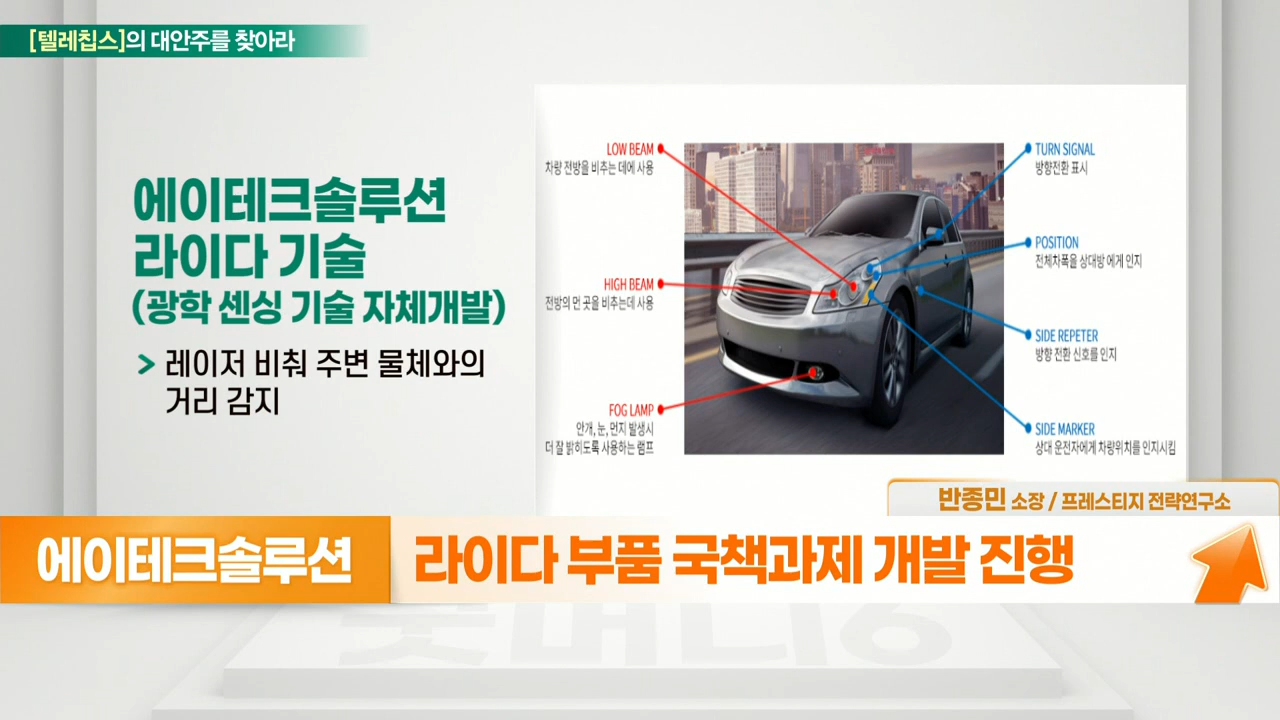 [텔레칩스]의 대안주를 찾아라
에이테크솔루션
라이다 기술
(광학 센싱 기술 자체개발)
> 레이저 비춰 주변 물체와의
거리 감지
LOW BEAM
차량 전방을 비추는 데에 사용
HIGH BEAM
전방의 먼 곳을 비추는데 사용
FOG LAMP
안개, 눈, 먼지 발생시
더 잘 밝히도록 사용하는 램프
TURN SIGNAL
방향전환 표시
POSITION
전체차폭을 상대방 에게 인지
SIDE REPETER
방향 전환 신호를 인지
SIDE MARKER
상대 운전자에게 차량위치를 인지시킴
반종민 소장 / 프레스티지 전략연구소
에이테크솔루션
라이다 부품 국책과제 개발 진행
굿머니6